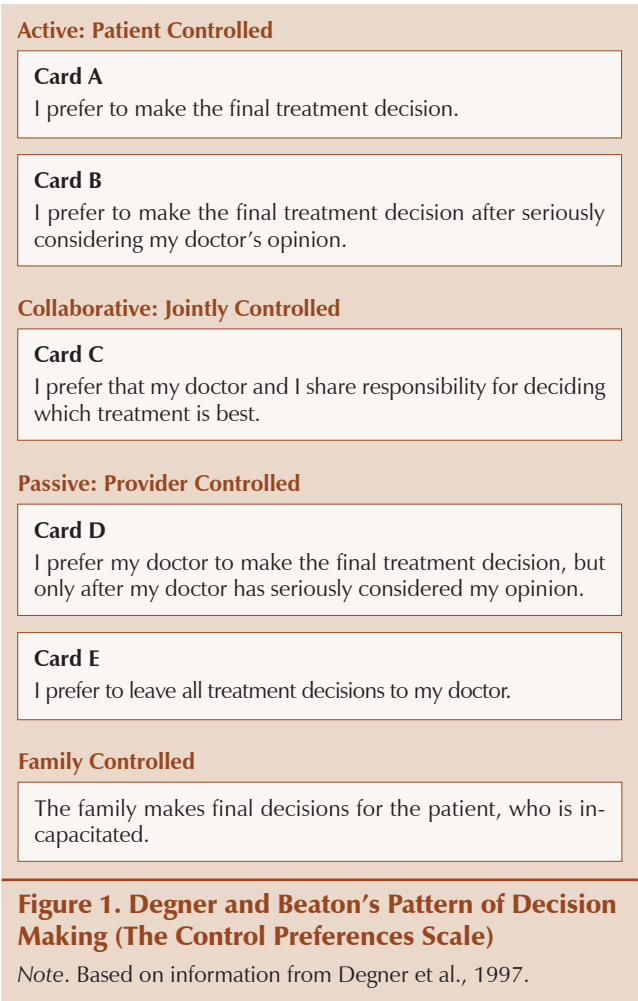 Active: Patient Controlled
Card A
I prefer to make the final treatment decision.
Card B
I prefer to make the final treatment decision after seriously
considering my doctor’s opinion.
Collaborative: Jointly Controlled
Card C
I prefer that my doctor and I share responsibility for deciding
which treatment is best.
Passive: Provider Controlled
Card D
I prefer my doctor to make the final treatment decision, but
only after my doctor has seriously considered my opinion.
Card E
I prefer to leave all treatment decisions to my doctor.
Family Controlled
The family makes final decisions for the patient, who is in-
capacitated.
Figure 1. Degner and Beaton’s Pattern of Decision
Making (The Control Preferences Scale)
Note. Based on information from Degner et al., 1997.